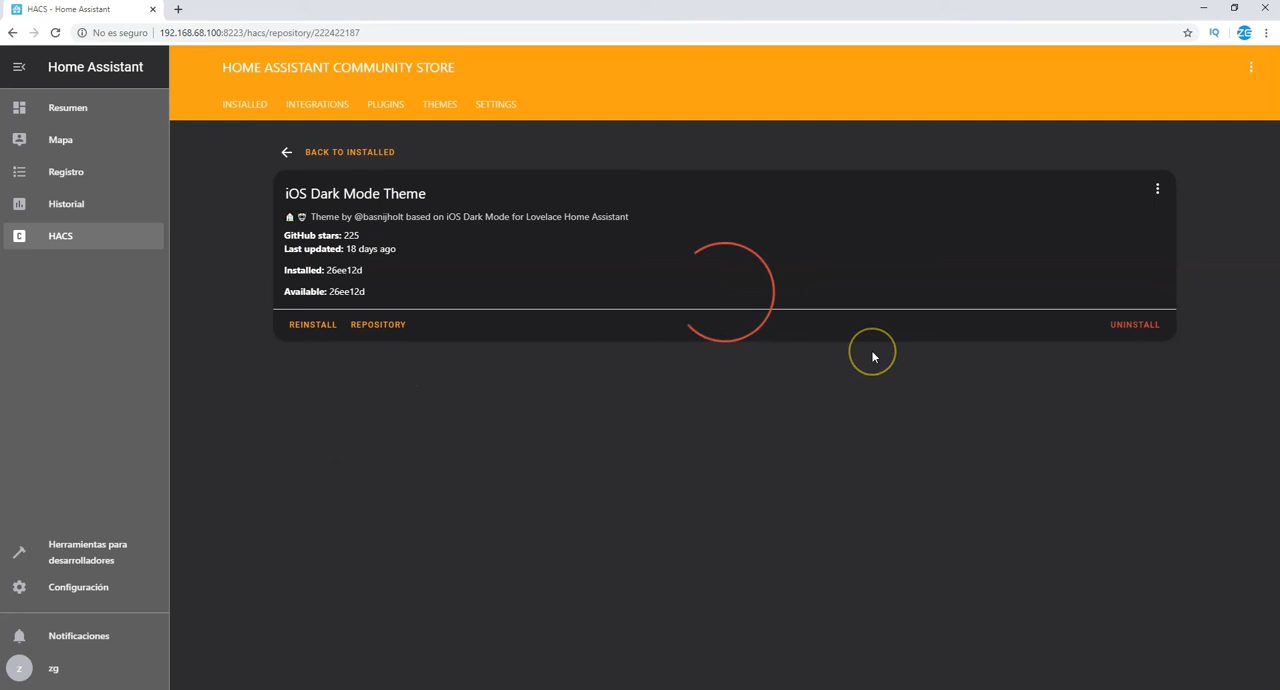 HACS - Home Assistant
No es seguro
192.168.68.100:8223/hacs/repository/222422187
IQ
ZG
Home Assistant
HOME ASSISTANT COMMUNITY STORE
INSTALLED
INTEGRATIONS
PLUGINS
THEMES
SETTINGS
Resumen
Mapa
Registro
Historial
C
HACS
Herramientas para
desarrolladores
Configuración
Notificaciones
z
zg
BACK TO INSTALLED
iOS Dark Mode Theme
Theme by @basnijholt based on iOS Dark Mode for Lovelace Home Assistant
GitHub stars: 225
Last updated: 18 days ago
Installed: 26ee12d
Available: 26ee12d
REINSTALL
REPOSITORY
UNINSTALL